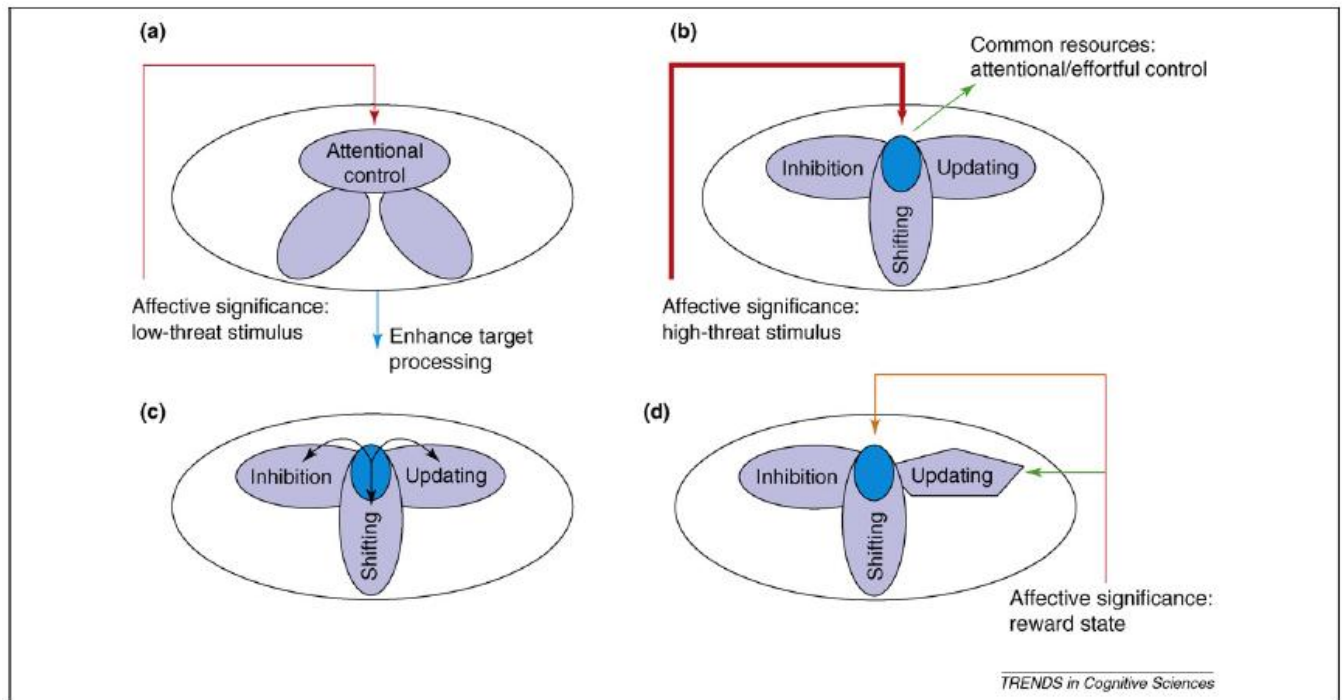 (a)
Attentional
control
Affective significance:
low-threat stimulus
Enhance target
processing
(b)
Common resources:
attentional/effortful control
Inhibition
Updating
Shifting
Affective significance:
high-threat stimulus
(c)
Inhibition
Updating
Shifting
(d)
Inhibition
Updating
Shifting
Affective significance:
reward state
TRENDS in Cognitive Sciences